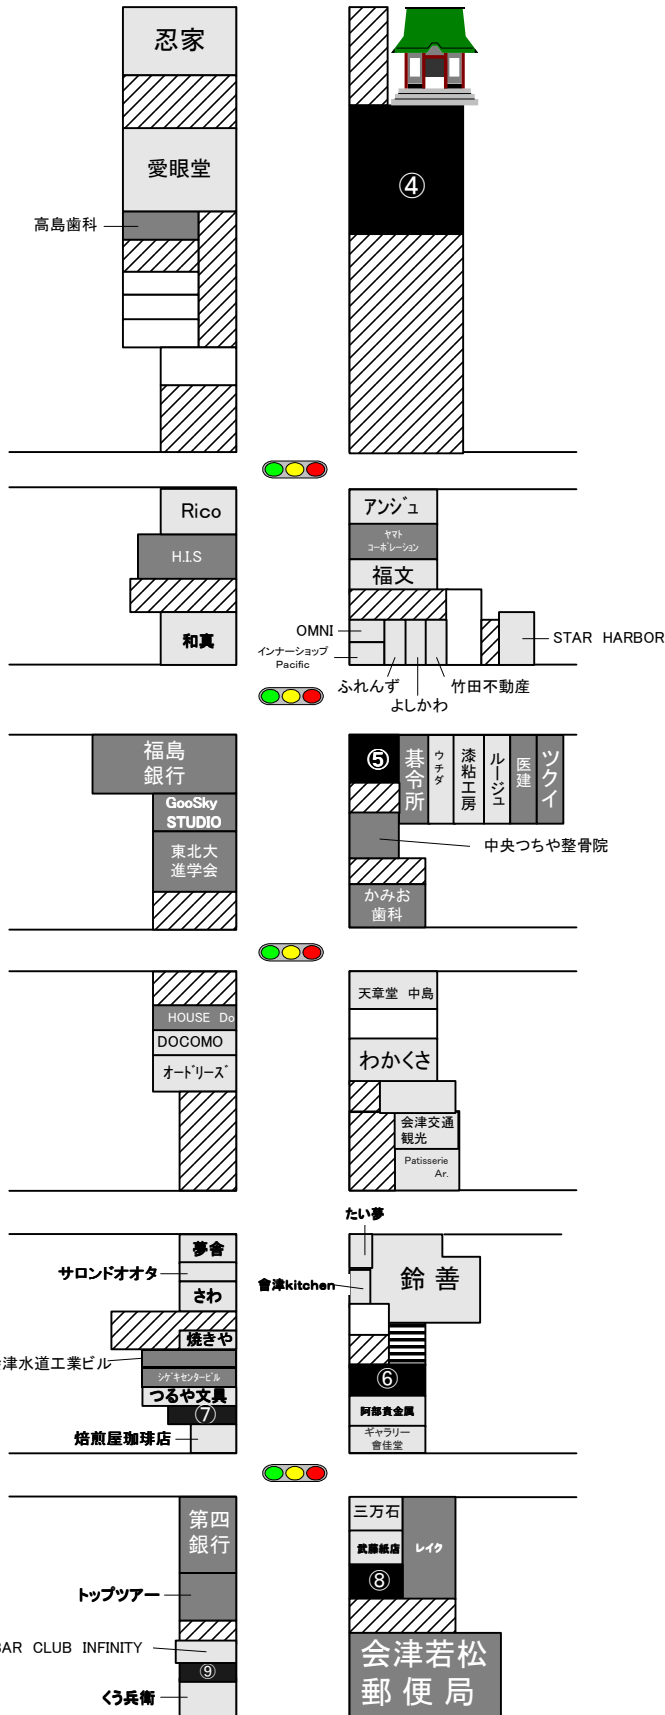 忍家
愛眼堂
④
高島歯科
Rico
アンジュ
H.I.S
ヤマト
コーポレーション
福文
和真
OMNI
インナーショップ
Pacific
ふれんず
よしかわ
竹田不動産
STAR HARBOR
福島
銀行
GooSky
STUDIO
東北大
進学会
⑤
碁令所
ウチダ
漆粘工房
ルージュ
医建
ツクイ
中央つちや整骨院
かみお
歯科
HOUSE Do
DOCOMO
オードリーズ
天章堂 中島
わかくさ
会津交通
観光
Patisserie
Ar.
夢舎
サロンドオオタ
さわ
焼きや
津水道工業ビル
シゲキセンタービル
つるや文具
⑦
焙煎屋珈琲店
たい夢
會津kitchen
鈴善
⑥
阿部貴金属
ギャラリー
會佳堂
第四
銀行
トップツアー
BAR CLUB INFINITY
⑨
くう兵衛
三万石
武藤紙店
レイク
⑧
会津若松
郵便局